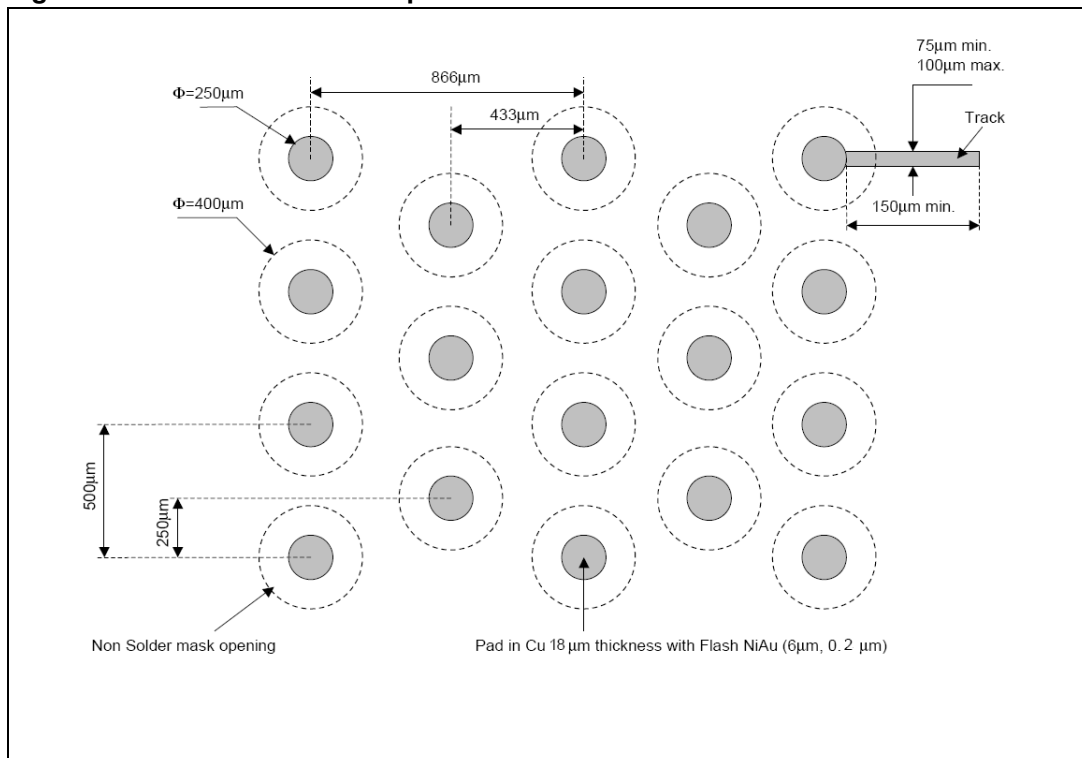 75µm min.
100µm max.
866µm
Φ=250µm
433µm
Track
Φ=400µm
150µm min.
500µm
250µm
Non Solder mask opening
Pad in Cu 18 µm thickness with Flash NiAu (6µm, 0.2 µm)